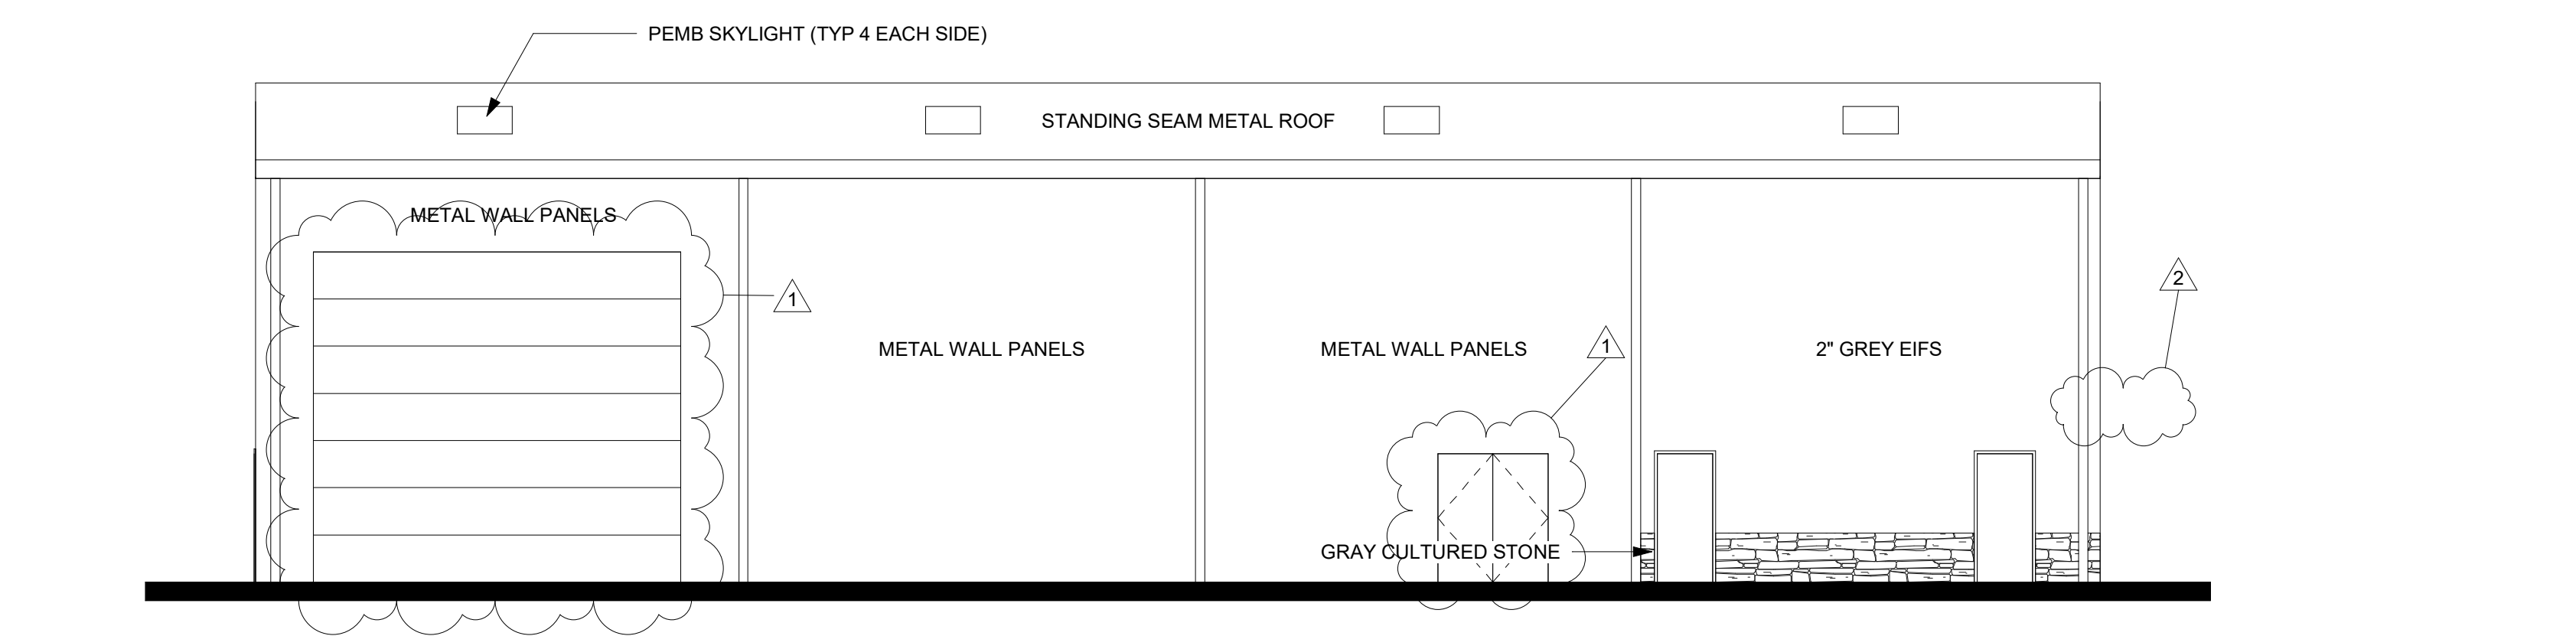 PEMB SKYLIGHT (TYP 4 EACH SIDE)
STANDING SEAM METAL ROOF
METAL WALL PANELS
1
2
METAL WALL PANELS
METAL WALL PANELS
1
2" GREY EIFS
GRAY CULTURED STONE